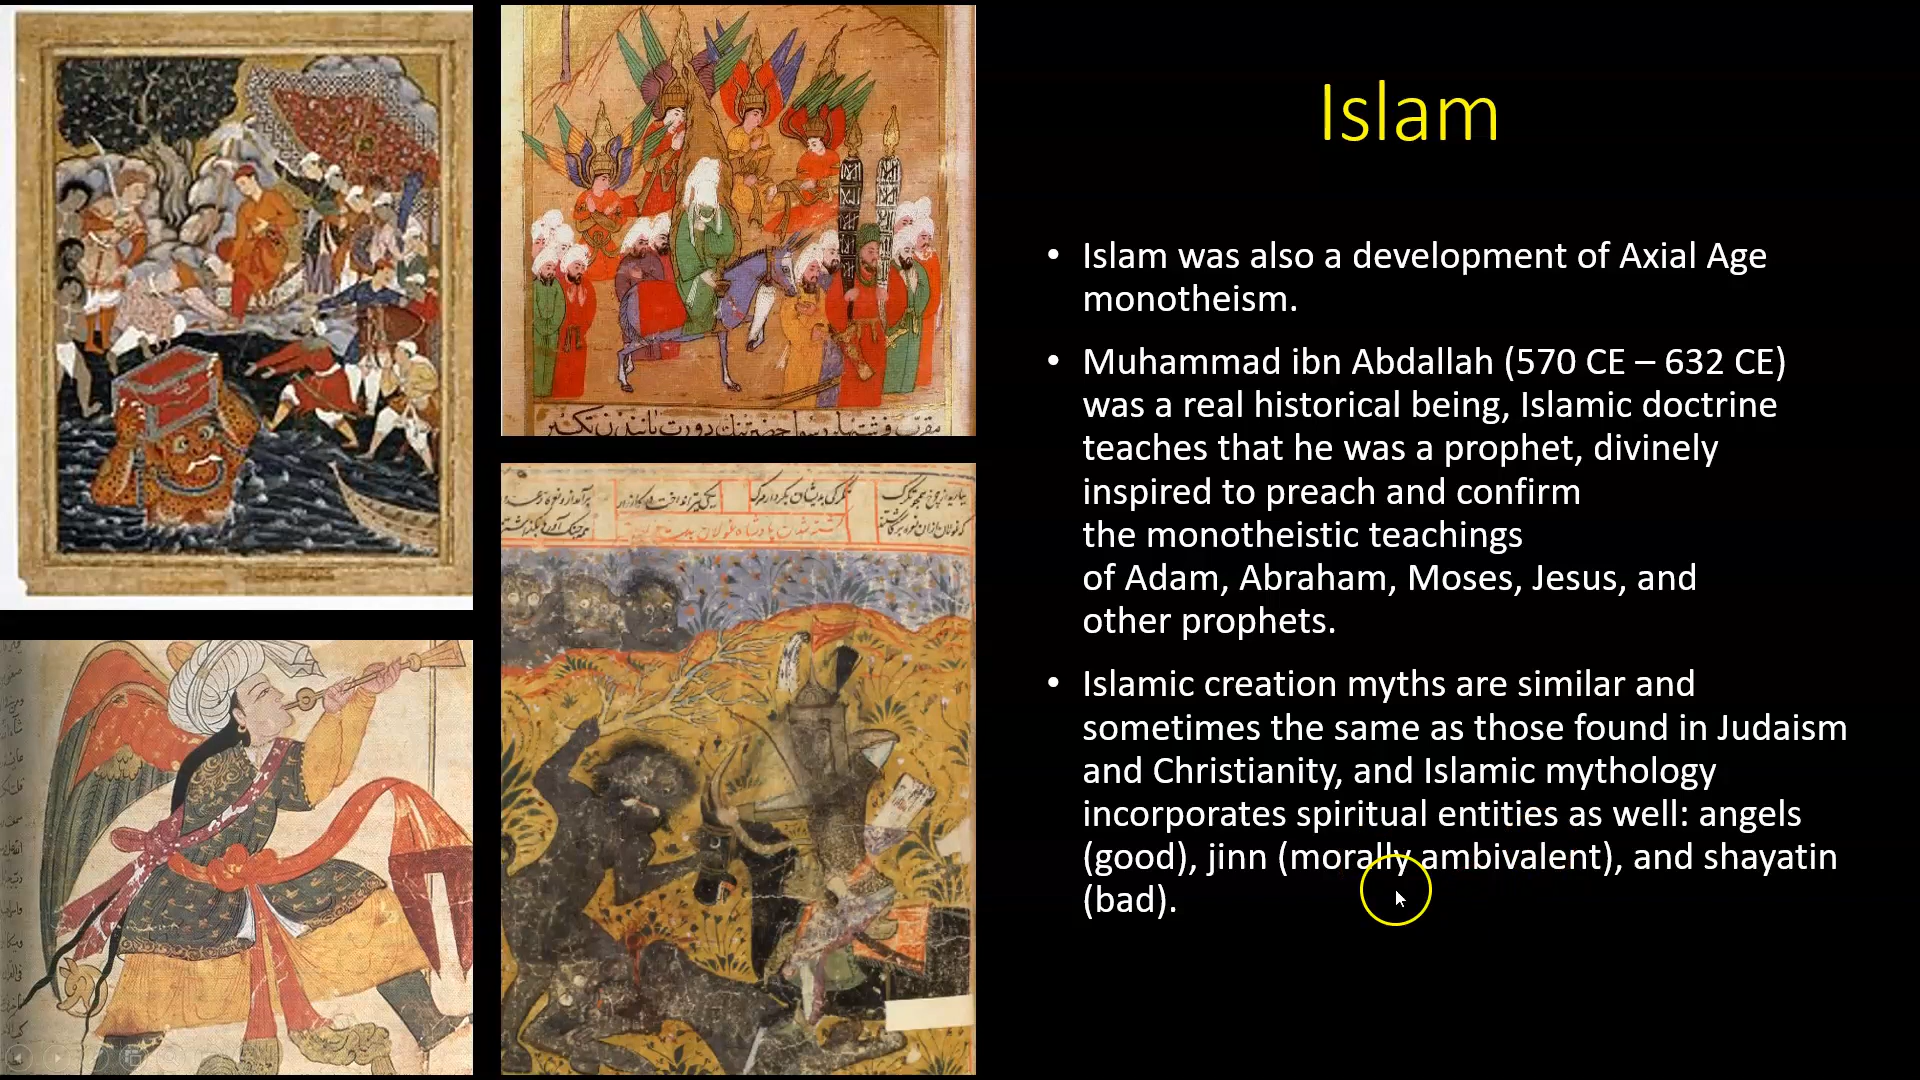 Islam
• Islam was also a development of Axial Age
monotheism.
• Muhammad ibn Abdallah (570 CE – 632 CE)
was a real historical being, Islamic doctrine
teaches that he was a prophet, divinely
inspired to preach and confirm
the monotheistic teachings
of Adam, Abraham, Moses, Jesus, and
other prophets.
• Islamic creation myths are similar and
sometimes the same as those found in Judaism
and Christianity, and Islamic mythology
incorporates spiritual entities as well: angels
(good), jinn (morally ambivalent), and shayatin
(bad).